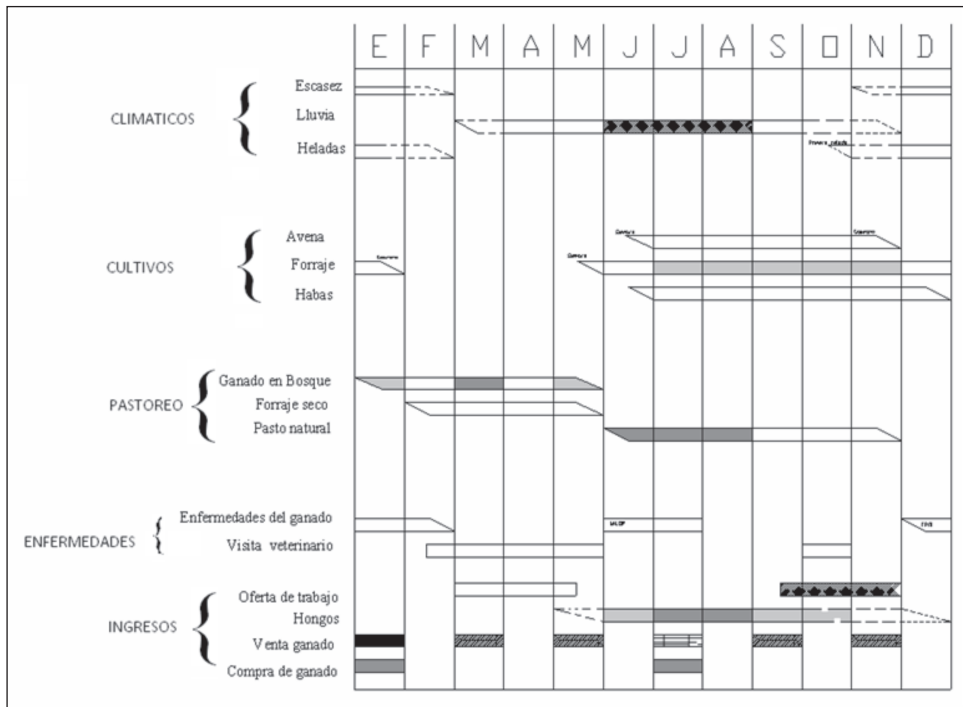 E F M A M J J A S O N D
CLIMATICOS
Escasez
Lluvia
Heladas
CULTIVOS
Avena
Forraje
Habas
PASTOREO
Ganado en Bosque
Forraje seco
Pasto natural
ENFERMEDADES
Enfermedades del ganado
Visita veterinario
INGRESOS
Oferta de trabajo
Hongos
Venta ganado
Compra de ganado